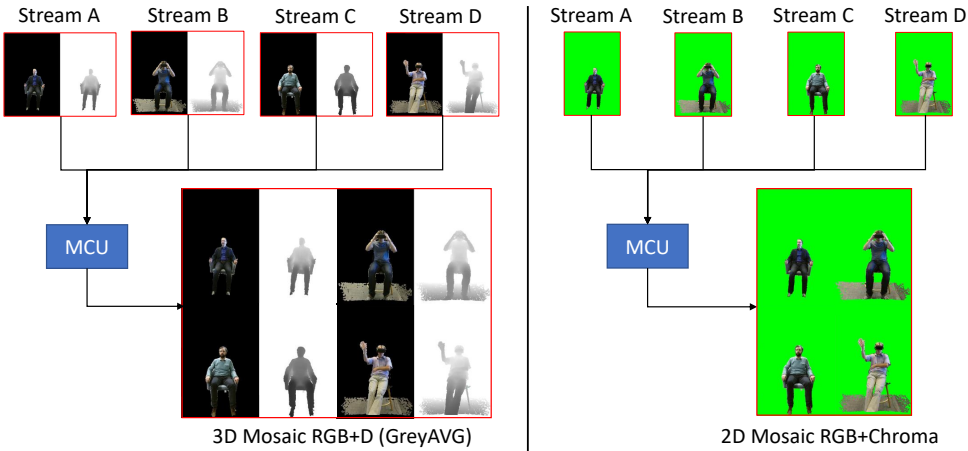 Stream A Stream B Stream C Stream D
MCU
3D Mosaic RGB+D (GreyAVG)
Stream A Stream B Stream C Stream D
MCU
2D Mosaic RGB+Chroma